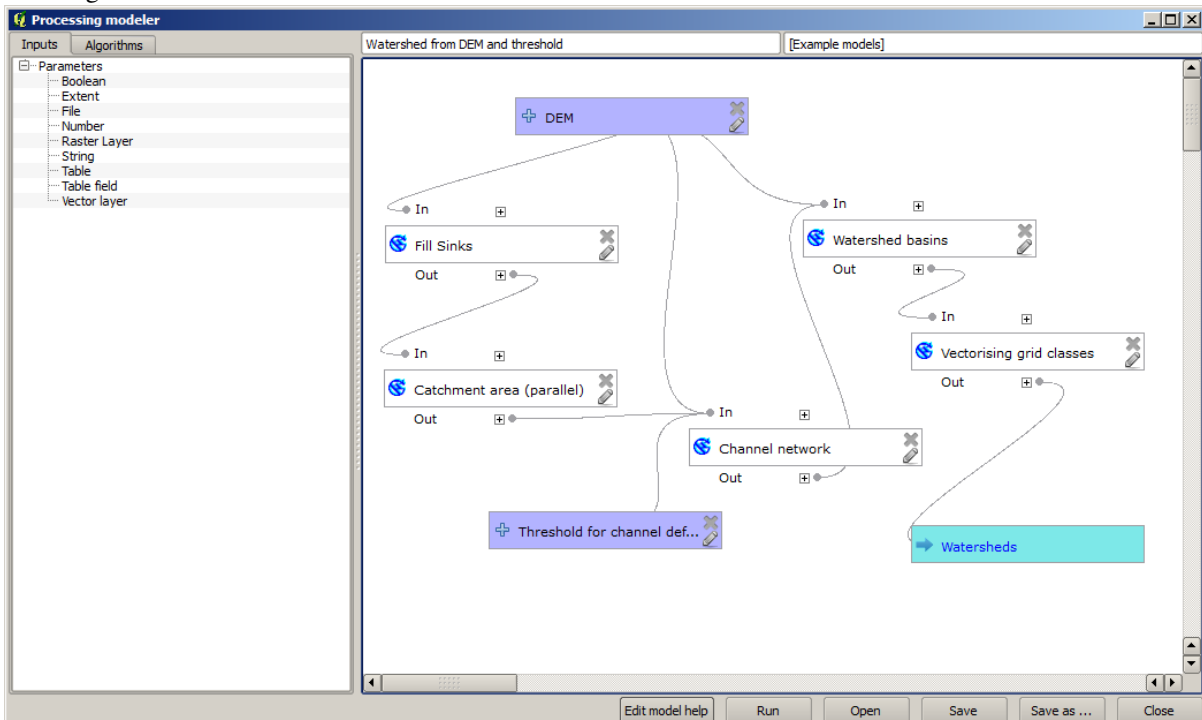 Processing modeler
Inputs
Algorithms
Watershed from DEM and threshold
[Example models]
Parameters
Boolean
Extent
File
Number
Raster Layer
String
Table
Table field
Vector layer
DEM
In
In
Fill Sinks
Watershed basins
Out
Out
In
Vectorising grid classes
In
Out
Catchment area (parallel)
Out
In
Channel network
Out
Threshold for channel def...
Watersheds
Edit model help
Run
Open
Save
Save as ...
Close